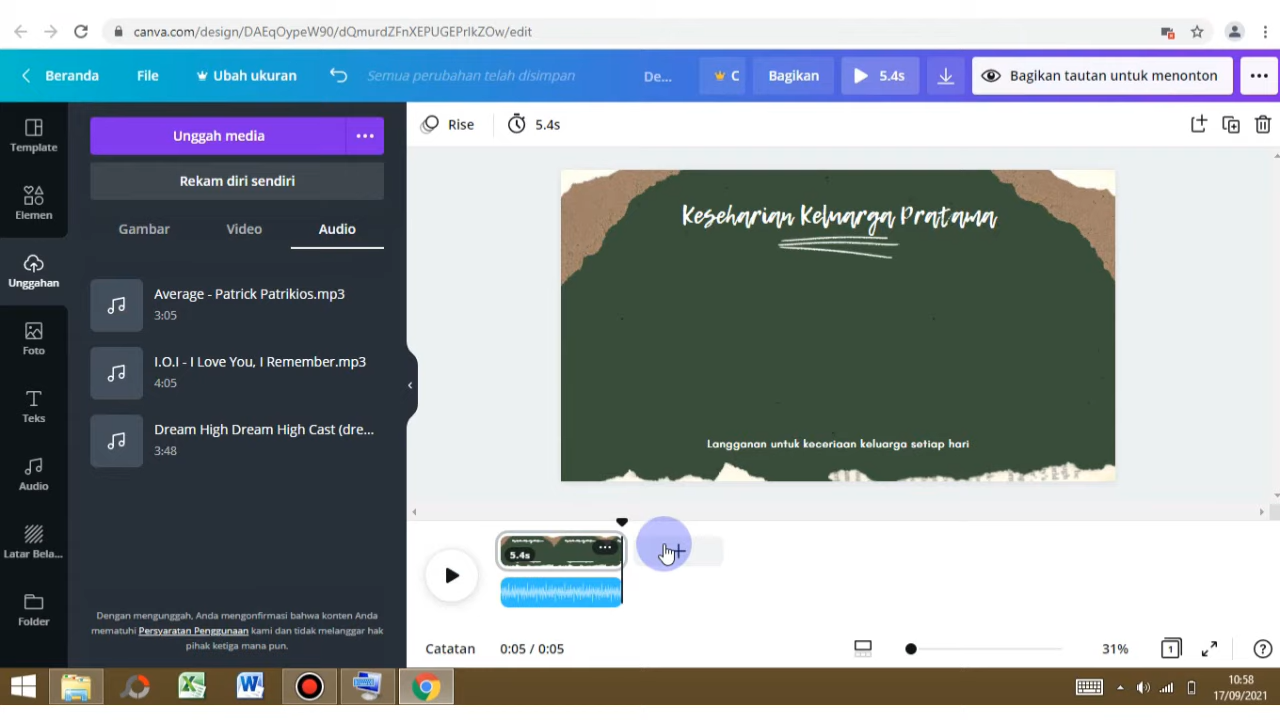 canva.com/design/DAEqOypeW90/dQmurdZFnXEPUGEPrIkZOw/edit
Beranda
File
Ubah ukuran
Semua perubahan telah disimpan
De...
C
Bagikan
5.4s
Bagikan tautan untuk menonton
Template
Elemen
Unggahan
Foto
Teks
Audio
Latar Bela...
Folder
Unggah media
Rekam diri sendiri
Gambar
Video
Audio
Average - Patrick Patrikios.mp3
3:05
I.O.I - I Love You, I Remember.mp3
4:05
Dream High Dream High Cast (dre...
3:48
Dengan mengunggah, Anda mengonfirmasi bahwa konten Anda
mematuhi Persyaratan Penggunaan kami dan tidak melanggar hak
pihak ketiga mana pun.
Rise
5.4s
Keseharian Keluarga Pratama
Langganan untuk keceriaan keluarga setiap hari
5.4s
Catatan
0:05 / 0:05
31%
1
10:58
17/09/2021